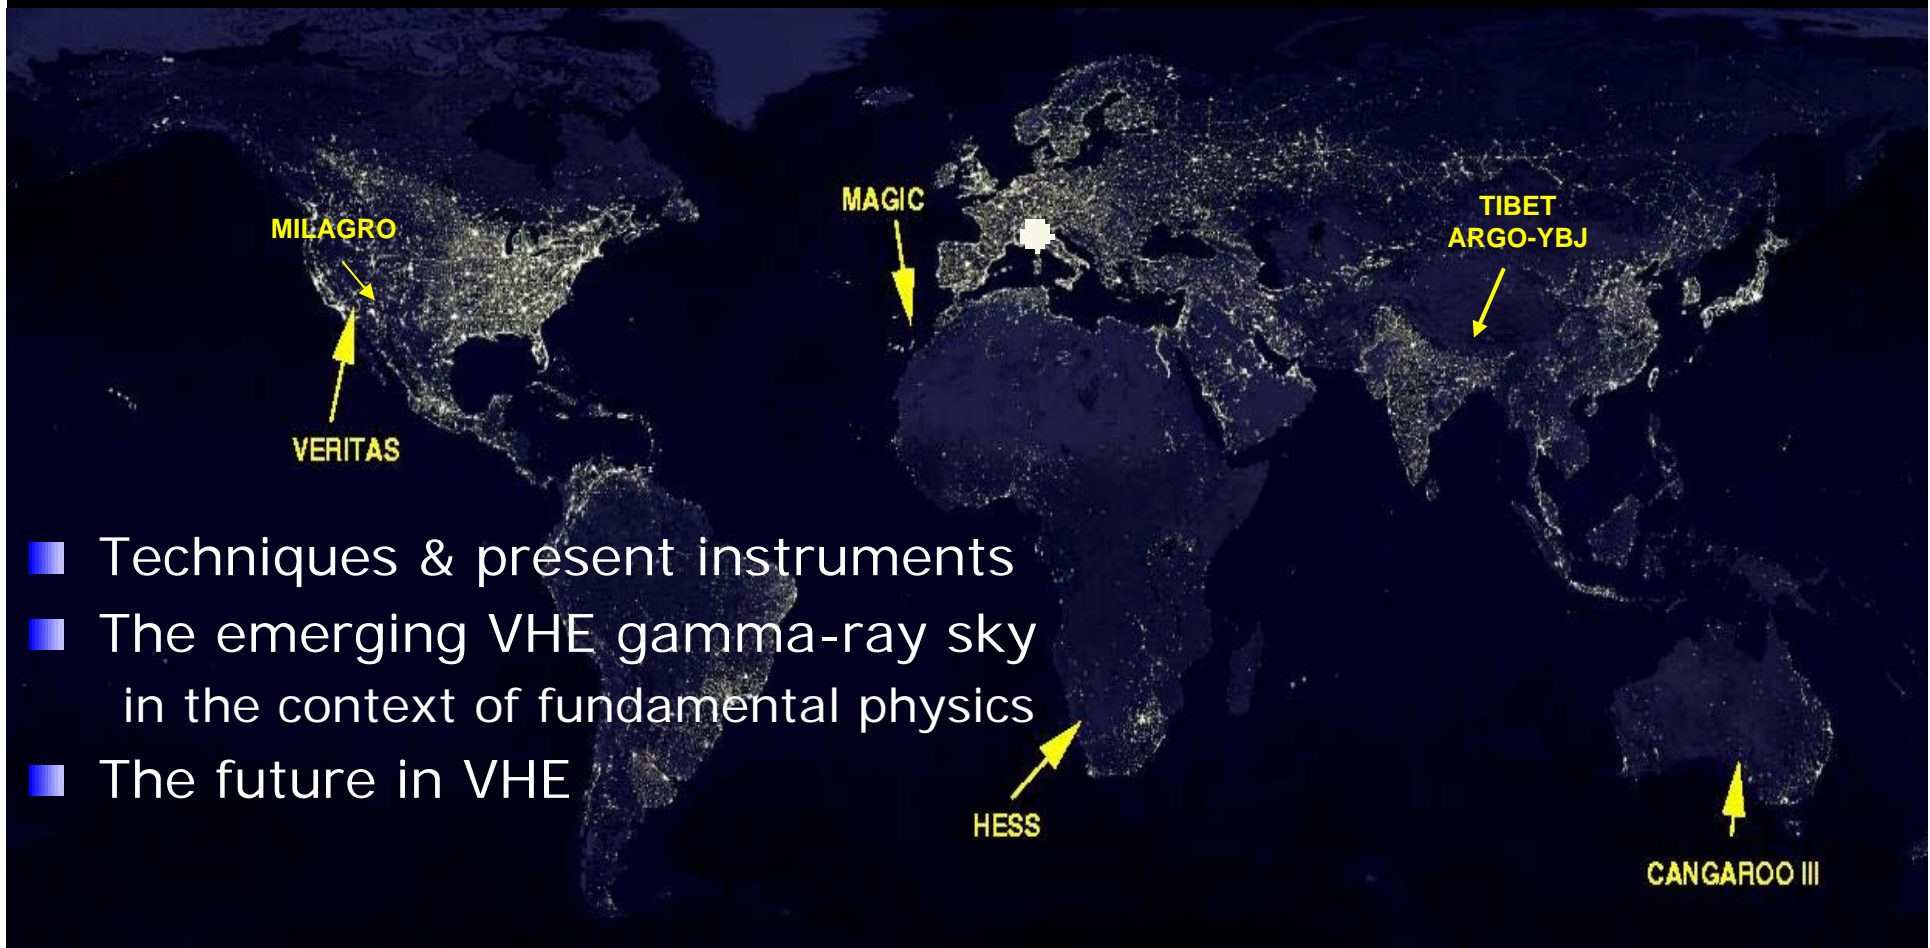 MAGIC
MILAGRO
TIBET
ARGO-YBJ
VERITAS
Techniques & present instruments
The emerging VHE gamma-ray sky
in the context of fundamental physics
The future in VHE
HESS
CANGAROO III